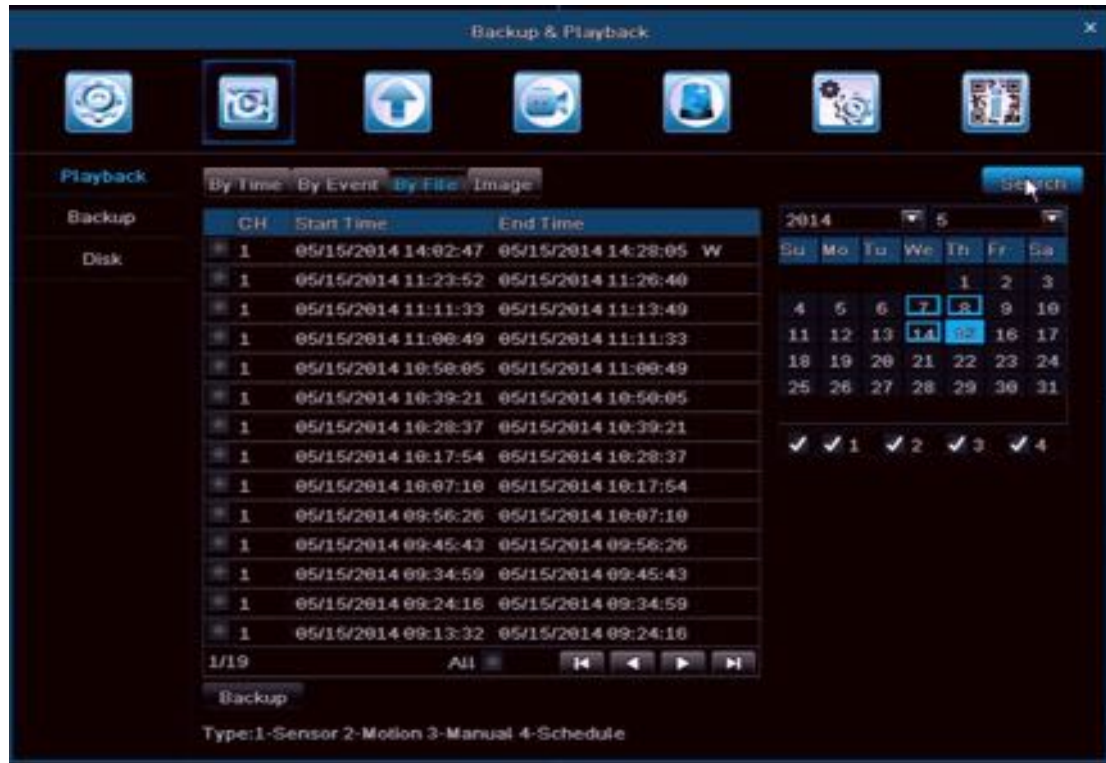 Backup & Playback
Playback
Backup
Disk
By Time By Event By File Image
Search
CH Start Time End Time
1 05/15/2014 14:02:47 05/15/2014 14:28:05 W
1 05/15/2014 11:23:52 05/15/2014 11:26:40
1 05/15/2014 11:11:33 05/15/2014 11:13:49
1 05/15/2014 11:00:49 05/15/2014 11:11:33
1 05/15/2014 10:50:05 05/15/2014 11:00:49
1 05/15/2014 10:39:21 05/15/2014 10:50:05
1 05/15/2014 10:28:37 05/15/2014 10:39:21
1 05/15/2014 10:17:54 05/15/2014 10:28:37
1 05/15/2014 10:07:10 05/15/2014 10:17:54
1 05/15/2014 09:56:26 05/15/2014 10:07:10
1 05/15/2014 09:45:43 05/15/2014 09:56:26
1 05/15/2014 09:34:59 05/15/2014 09:45:43
1 05/15/2014 09:24:16 05/15/2014 09:34:59
1 05/15/2014 09:13:32 05/15/2014 09:24:16
1/19 All
Backup
Type:1-Sensor 2-Motion 3-Manual 4-Schedule
2014 5
Su Mo Tu We Th Fr Sa
1 2 3
4 5 6 7 8 9 10
11 12 13 14 15 16 17
18 19 20 21 22 23 24
25 26 27 28 29 30 31
1 2 3 4